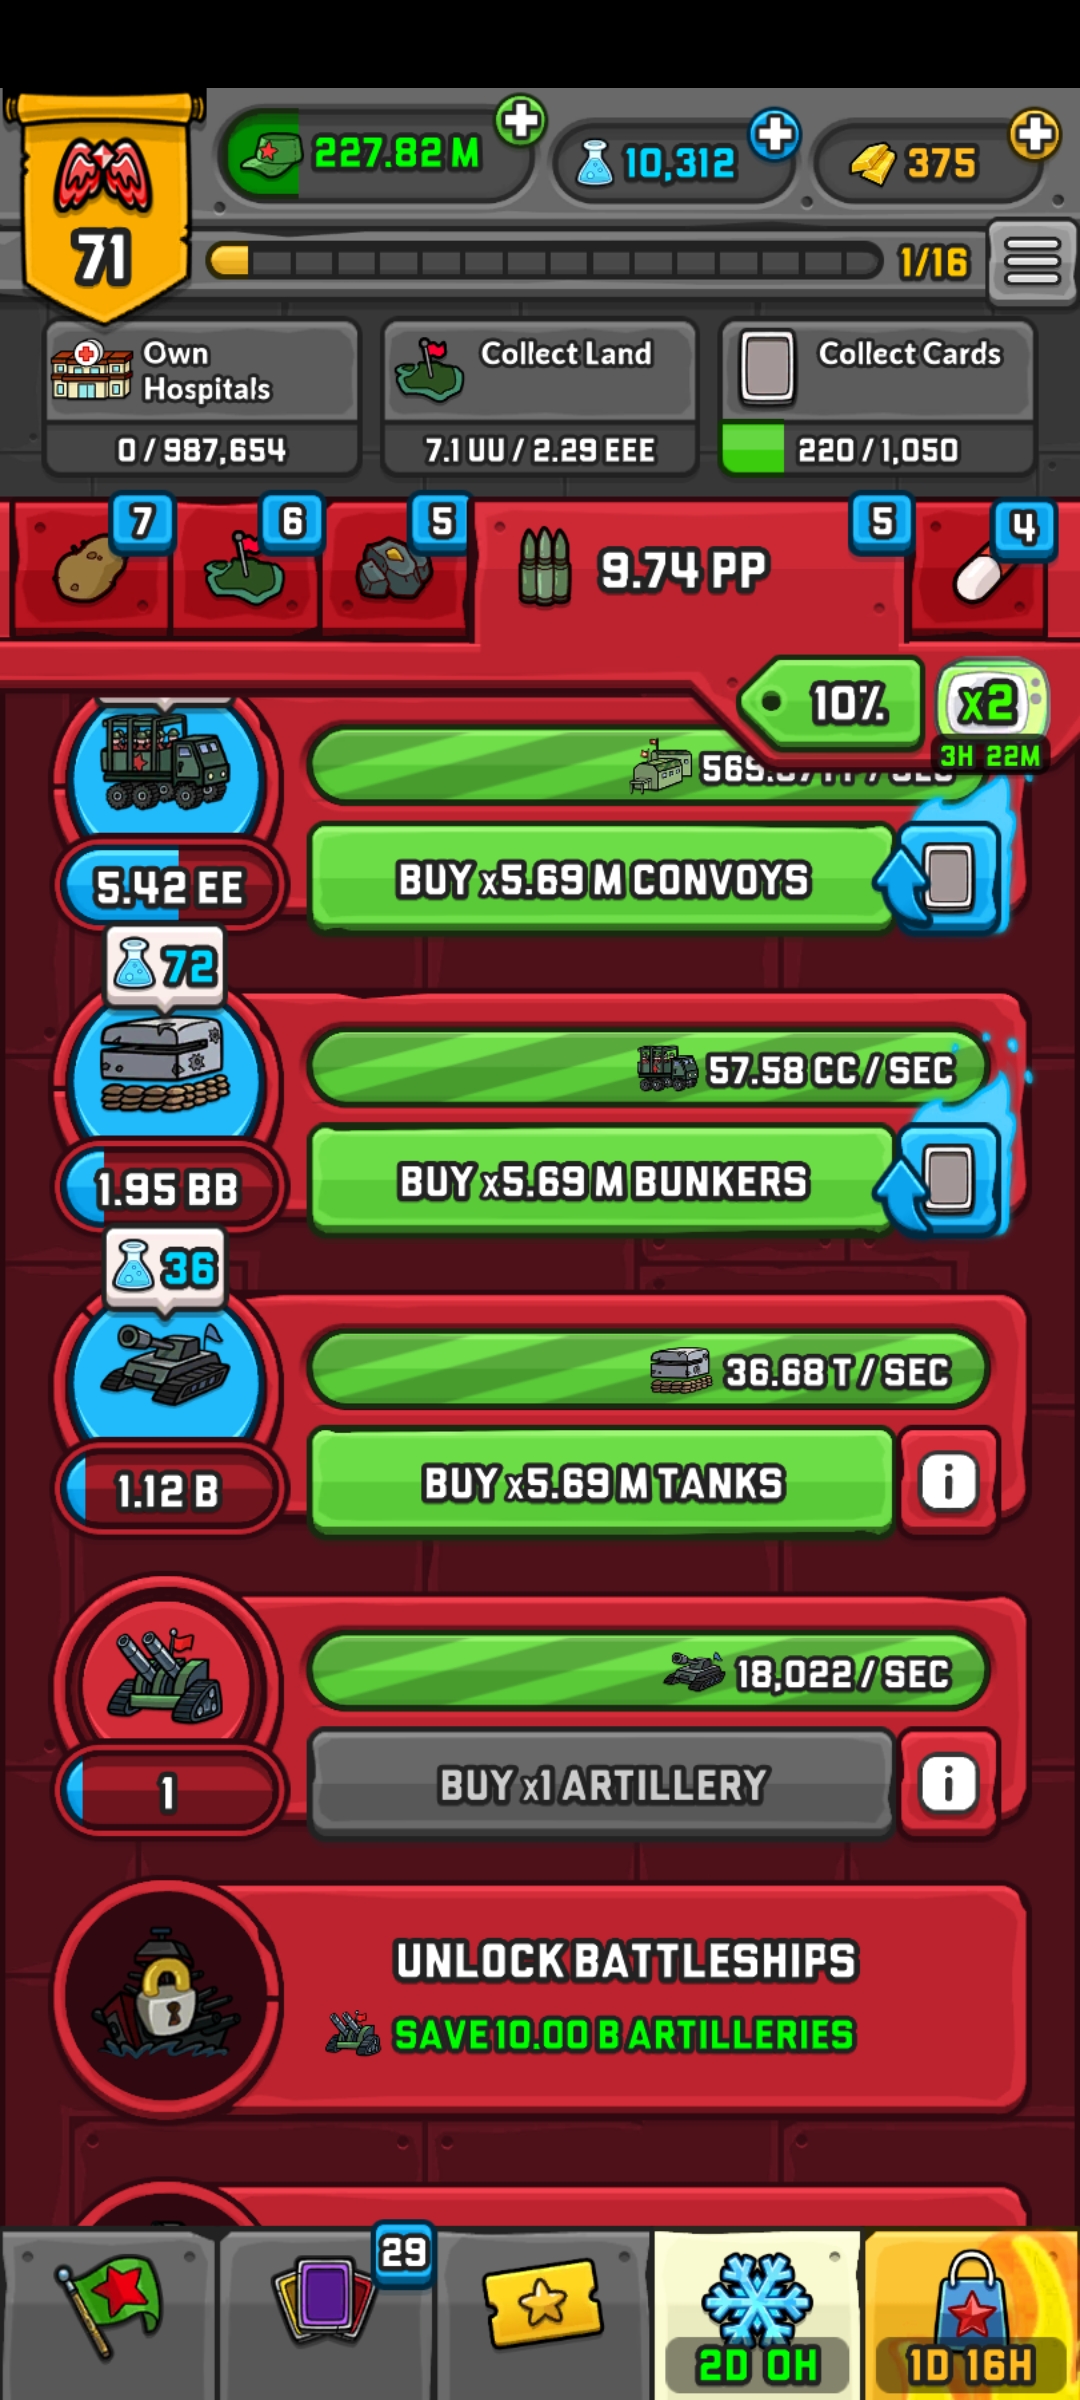 71
227.82 M
10,312
375
1/16
Own
Hospitals
0 / 987,654
Collect Land
7.1 UU / 2.29 EEE
Collect Cards
220 / 1,050
7
6
5
9.74 PP
5
4
10%
x2
3H 22M
5.42 EE
BUY x5.69 M CONVOYS
72
57.58 CC / SEC
1.95 BB
BUY x5.69 M BUNKERS
36
36.68 T / SEC
1.12 B
BUY x5.69 M TANKS
i
18,022 / SEC
1
BUY x1 ARTILLERY
i
UNLOCK BATTLESHIPS
SAVE 10.00 B ARTILLERIES
29
2D 0H
1D 16H